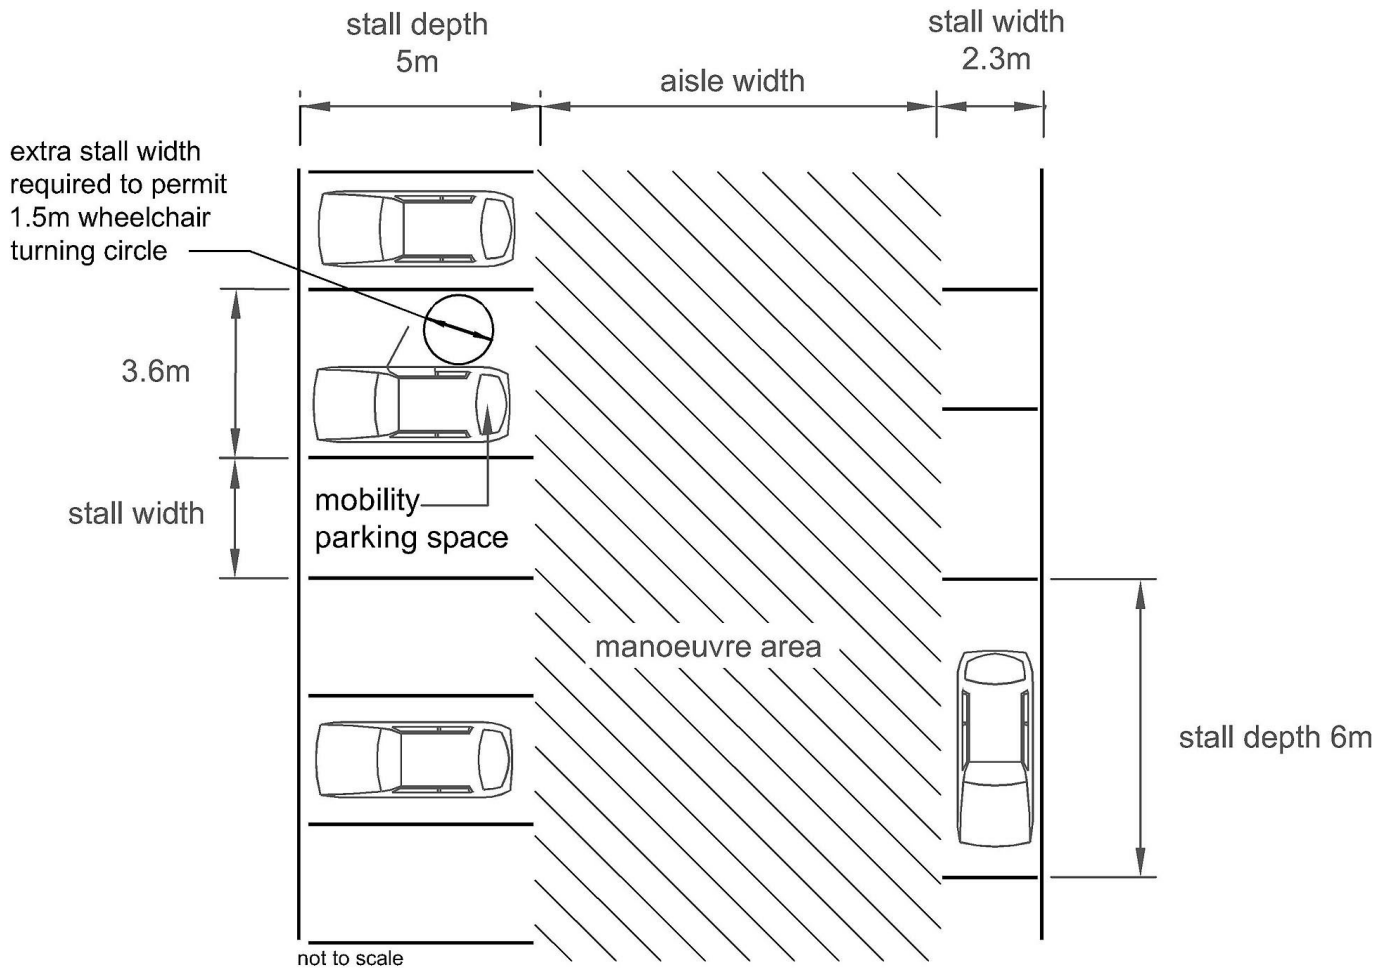 stall depth
5m
aisle width
stall width
2.3m
extra stall width
required to permit
1.5m wheelchair
turning circle
3.6m
stall width
mobility
parking space
manoeuvre area
stall depth 6m
not to scale